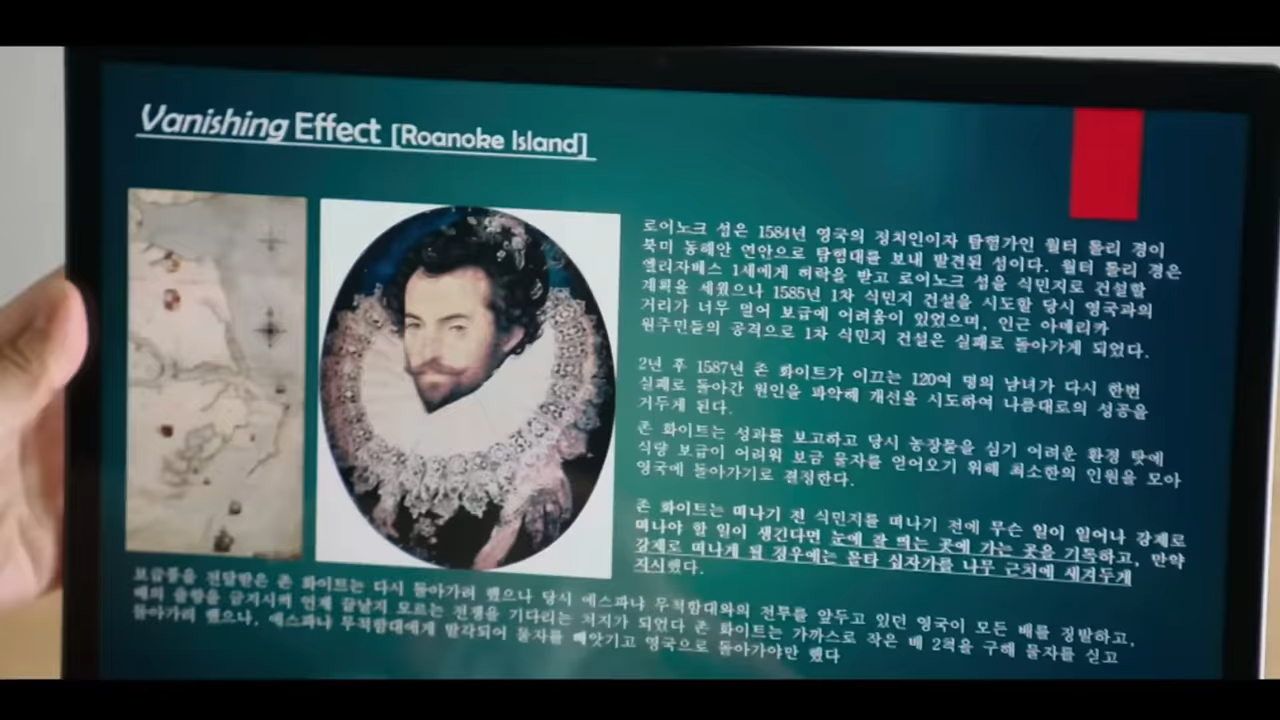 Vanishing Effect [Roanoke Island]
로이노크 섬은 1584년 영국의 정치인이자 탐험가인 월터 롤리 경이
북미 동해안 연안으로 탐험대를 보내 발견된 섬이다. 월터 롤리 경은
엘리자베스 1세에게 허락을 받고 로이노크 섬을 식민지로 건설할
계획을 세웠으나 1585년 1차 식민지 건설을 시도할 당시 영국과의
거리가 너무 멀어 보급에 어려움이 있었으며, 인근 아메리카
원주민들의 공격으로 1차 식민지 건설은 실패로 돌아가게 되었다.
2년 후 1587년 존 화이트가 이끄는 120여 명의 남녀가 다시 한번
실패로 돌아간 원인을 파악해 개선을 시도하여 나름대로의 성공을
거두게 된다.
존 화이트는 성과를 보고하고 당시 농장물을 심기 어려운 환경 탓에
식량 보급이 어려워 보급 물자를 얻어오기 위해 최소한의 인원을 모아
영국에 돌아가기로 결정한다.
존 화이트는 떠나기 전 식민지를 떠나기 전에 무슨 일이 일어나 강제로
떠나야 할 일이 생긴다면 눈에 잘 띄는 곳에 가는 곳을 기록하고, 만약
강제로 떠나게 될 경우에는 몰타 십자가를 나무 근처에 새겨두게
지시했다.
보급품을 전달받은 존 화이트는 다시 돌아가려 했으나 당시 에스파냐 무적함대와의 전투를 앞두고 있던 영국이 모든 배를 징발하고,
배의 출항을 금지시켜 언제 끝날지 모르는 전쟁을 기다리는 처지가 되었다 존 화이트는 가까스로 작은 배 2척을 구해 물자를 싣고
돌아가려 했으나, 에스파냐 무적함대에게 발각되어 물자를 빼앗기고 영국으로 돌아가야만 했다